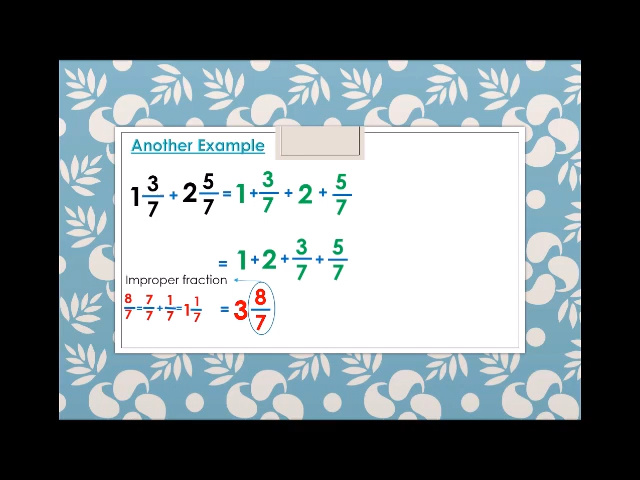 Another Example
1 3/7 + 2 5/7 = 1 + 3/7 + 2 + 5/7
= 1 + 2 + 3/7 + 5/7
Improper fraction
8/7 = 7/7 + 1/7 = 1 1/7
= 3 8/7